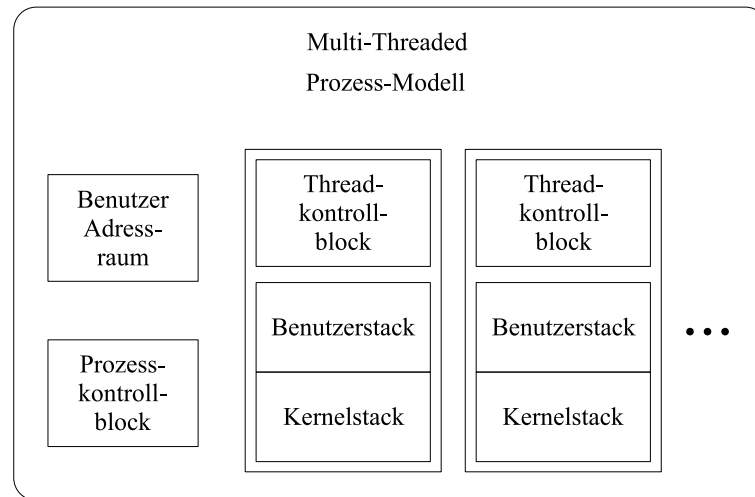 Multi-Threaded
Prozess-Modell
Benutzer
Adress-
raum
Prozess-
kontroll-
block
Thread-
kontroll-
block
Benutzerstack
Kernelstack
Thread-
kontroll-
block
Benutzerstack
Kernelstack
...